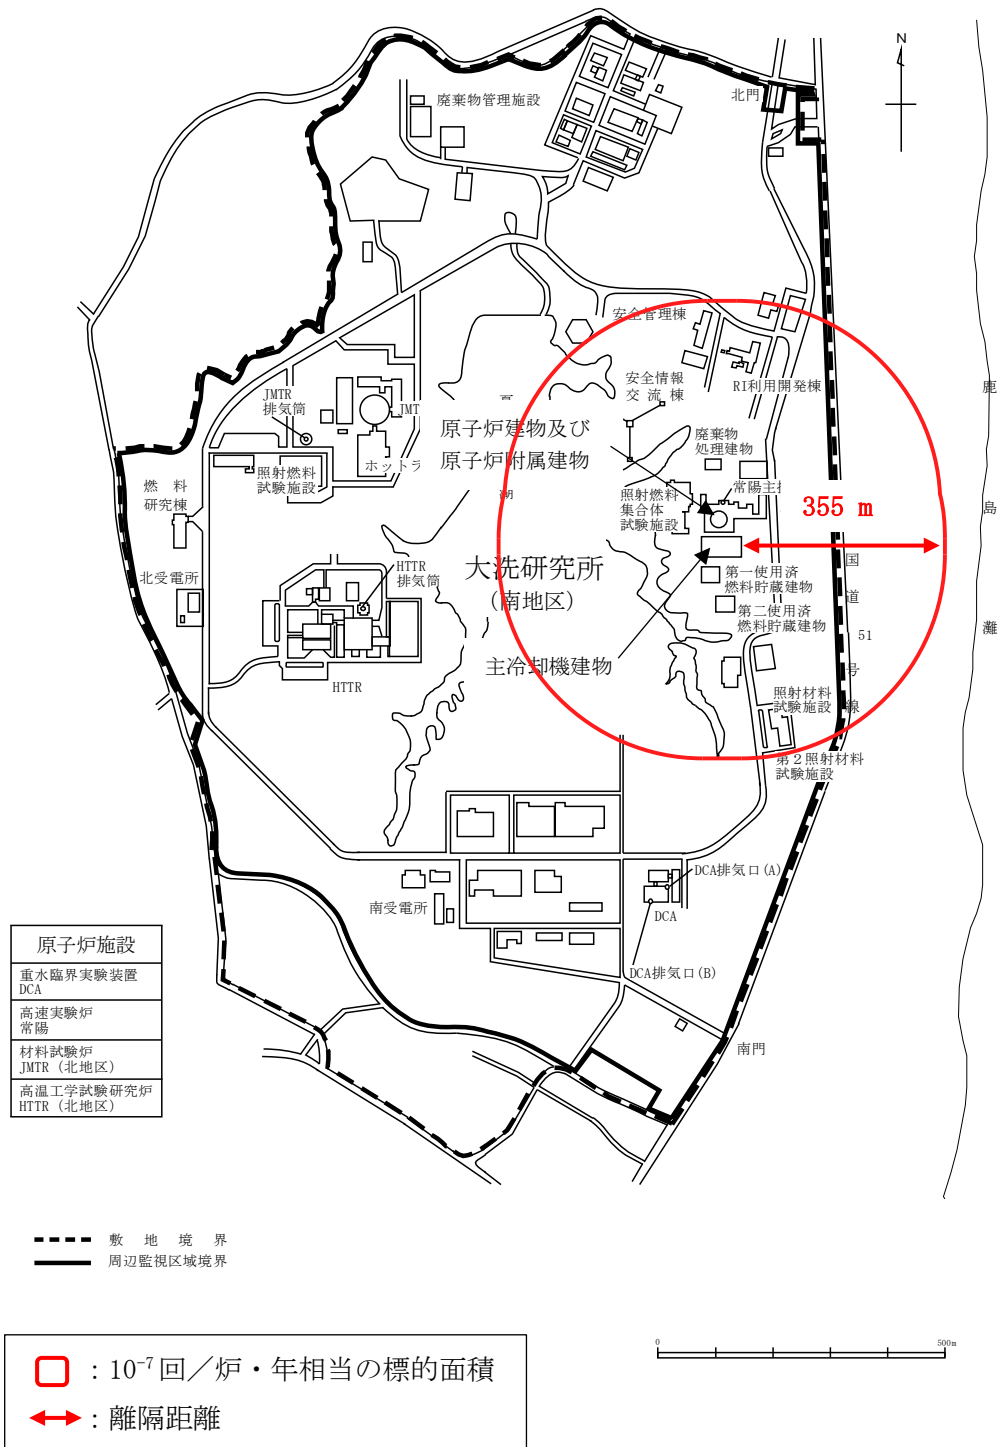 N
北門
廃棄物管理施設
安全管理棟
RI利用開発棟
安全情報
交 流 棟
鹿
島
灘
JMTR
排気筒
JMT
夏
原子炉建物及び
原子炉附属建物
廃棄物
処理建物
ホットラ
照射燃料
試験施設
燃 料
研究棟
湖
照射燃料
集合体
試験施設
常陽主排
355 m
国
道
51
号
線
大洗研究所
(南地区)
HTTR
排気筒
北受電所
第一使用済
燃料貯蔵建物
第二使用済
燃料貯蔵建物
主冷却機建物
HTTR
照射材料
試験施設
第２照射材料
試験施設
DCA排気口(A)
南受電所
DCA
DCA排気口(B)
南門
原子炉施設
重水臨界実験装置
DCA
高速実験炉
常陽
材料試験炉
JMTR（北地区）
高温工学試験研究炉
HTTR（北地区）
敷 地 境 界
周辺監視区域境界
0 500m
：10⁻⁷回／炉・年相当の標的面積
：離隔距離